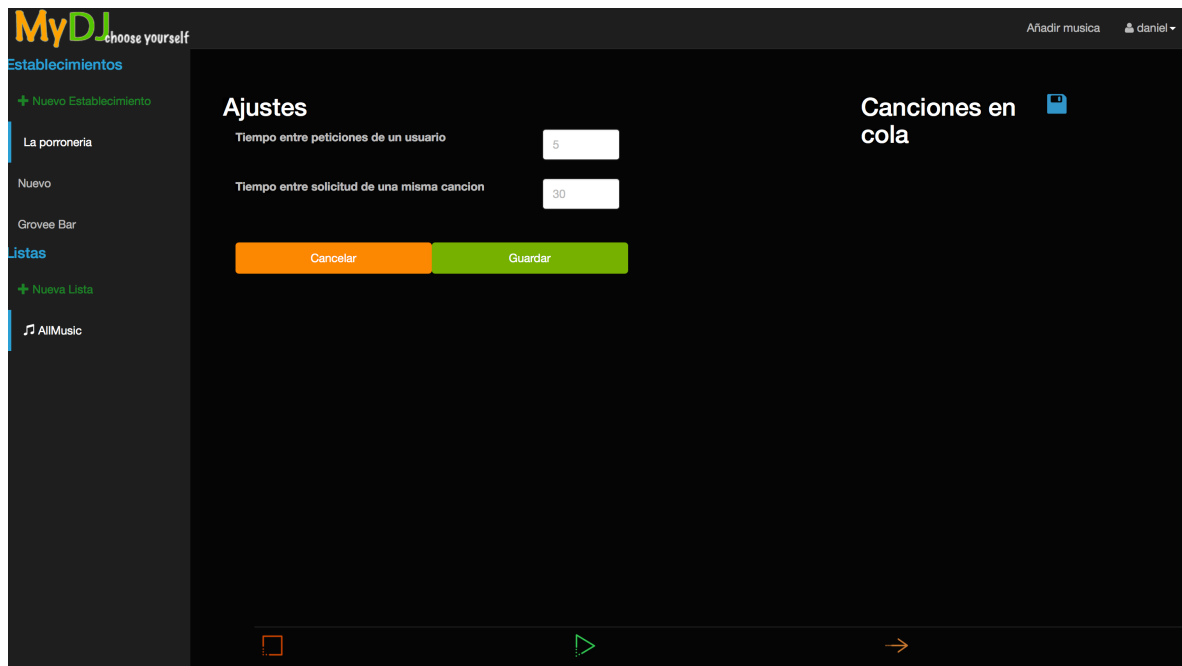 MyDJ choose yourself
Añadir musica
daniel
Establecimientos
Nuevo Establecimiento
La porroneria
Nuevo
Grovee Bar
Listas
Nueva Lista
AllMusic
Ajustes
Tiempo entre peticiones de un usuario
5
Tiempo entre solicitud de una misma cancion
30
Cancelar
Guardar
Canciones en
cola